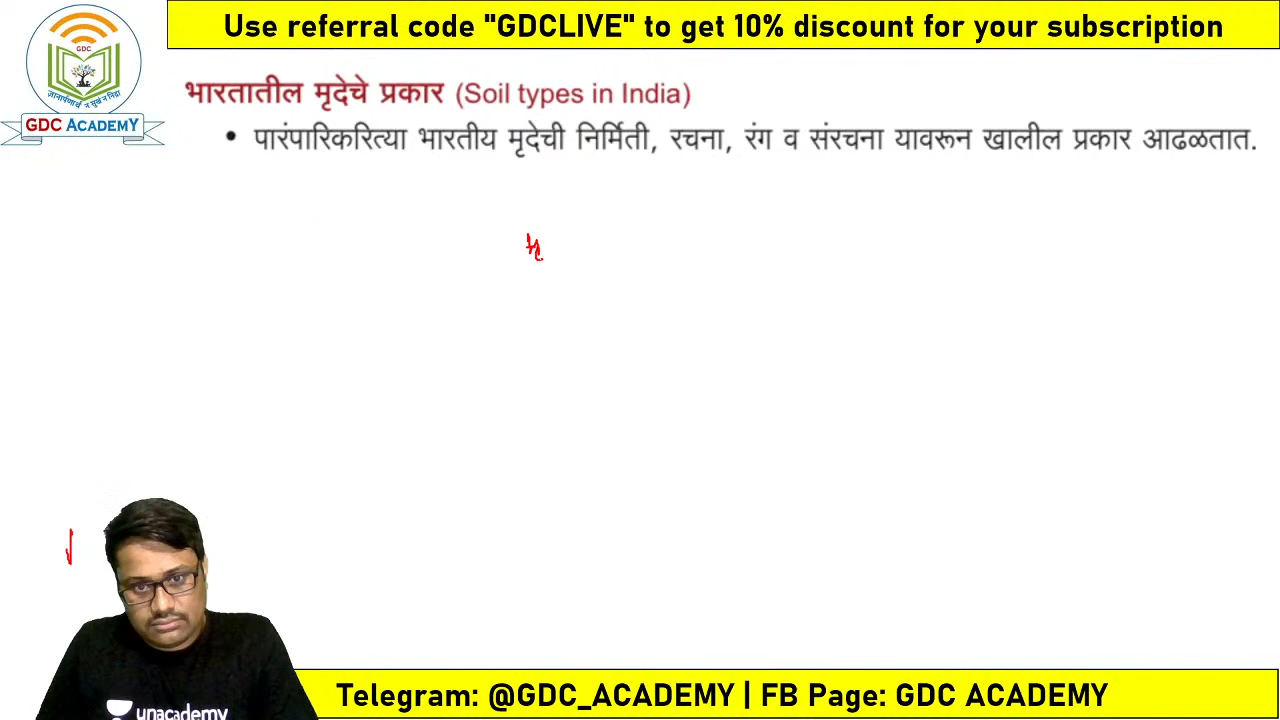 Use referral code "GDCLIVE" to get 10% discount for your subscription
GDC
GDC ACADEMY
भारतातील मृदेचे प्रकार (Soil types in India)
• पारंपारिकरित्या भारतीय मृदेची निर्मिती, रचना, रंग व संरचना यावरून खालील प्रकार आढळतात.
मृ
unacademy
Telegram: @GDC_ACADEMY | FB Page: GDC ACADEMY